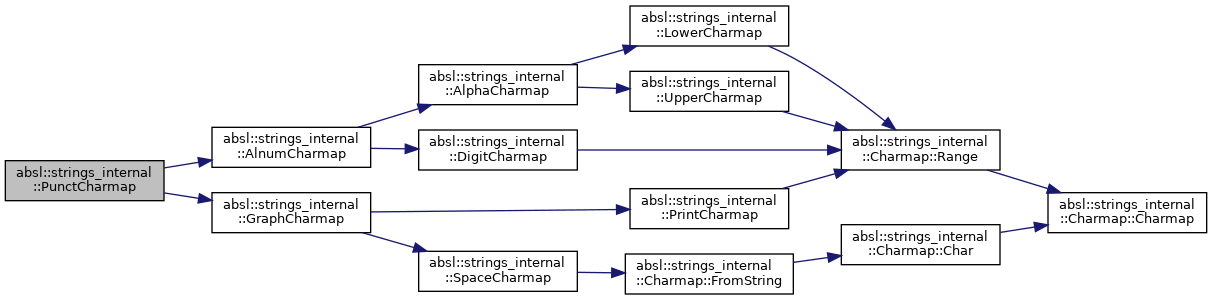 absl::strings_internal
::PunctCharmap
absl::strings_internal
::AlnumCharmap
absl::strings_internal
::GraphCharmap
absl::strings_internal
::AlphaCharmap
absl::strings_internal
::DigitCharmap
absl::strings_internal
::SpaceCharmap
absl::strings_internal
::LowerCharmap
absl::strings_internal
::UpperCharmap
absl::strings_internal
::PrintCharmap
absl::strings_internal
::Charmap::FromString
absl::strings_internal
::Charmap::Range
absl::strings_internal
::Charmap::Char
absl::strings_internal
::Charmap::Charmap